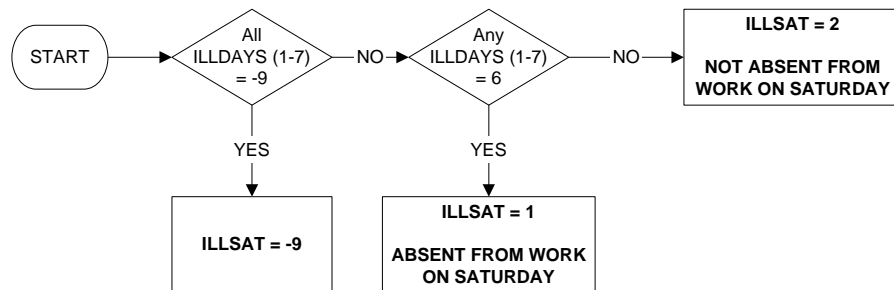 START
All
ILLDAYS (1-7)
= -9
NO
Any
ILLDAYS (1-7)
= 6
NO
ILLSAT = 2
NOT ABSENT FROM
WORK ON SATURDAY
YES
YES
ILLSAT = -9
ILLSAT = 1
ABSENT FROM WORK
ON SATURDAY